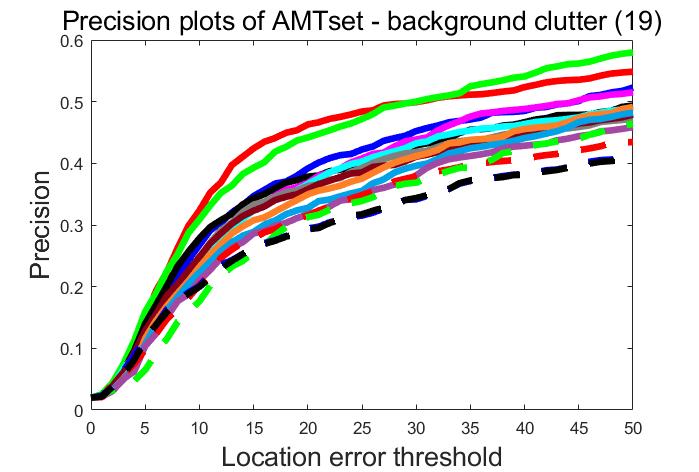 Precision plots of AMTset - background clutter (19)
0.6
0.5
0.4
0.3
0.2
0.1
0
Precision
0 5 10 15 20 25 30 35 40 45 50
Location error threshold